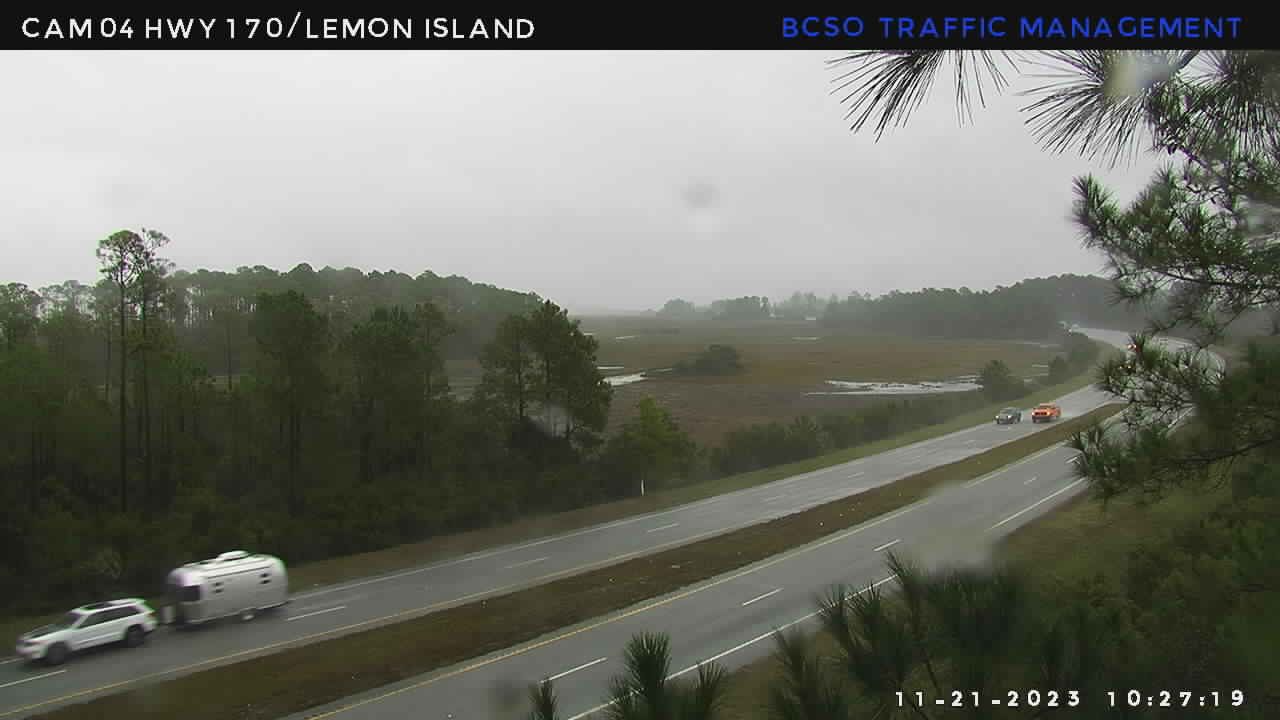 CAM04 HWY170/LEMON ISLAND
BCSO TRAFFIC MANAGEMENT
11-21-2023 10:27:19